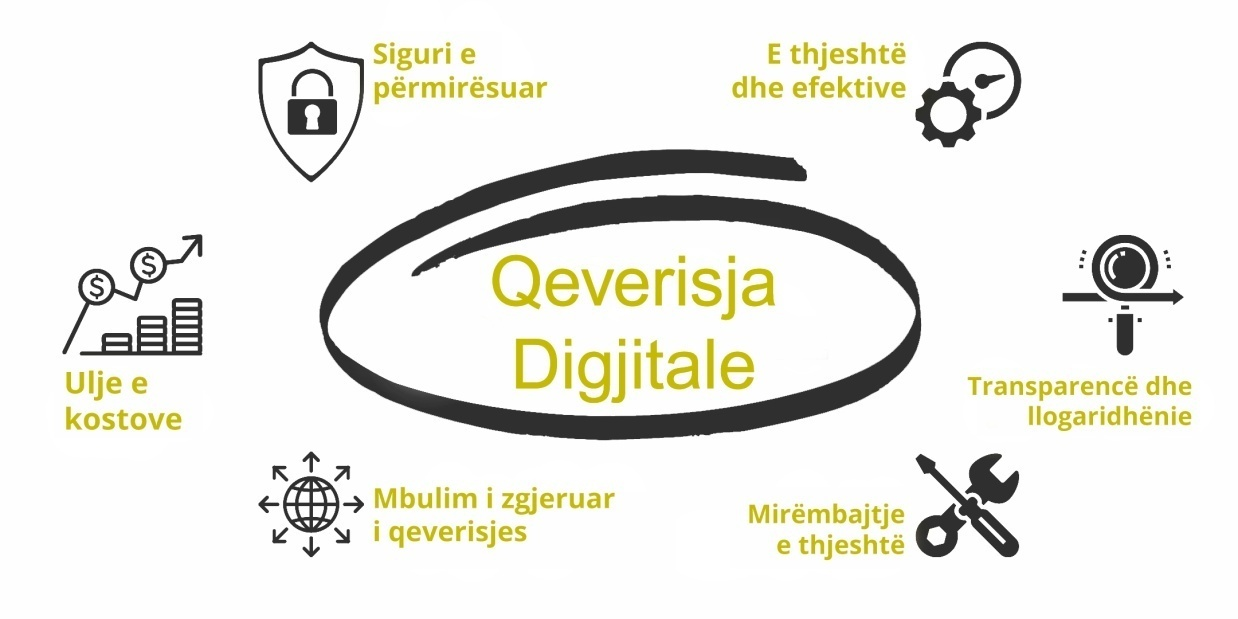 Siguri e
përmirësuar
E thjeshtë
dhe efektive
Qeverisja
Digjitale
Ulje e
kostove
Transparencë dhe
llogaridhënie
Mbulim i zgjeruar
i qeverisjes
Mirëmbajtje
e thjeshtë